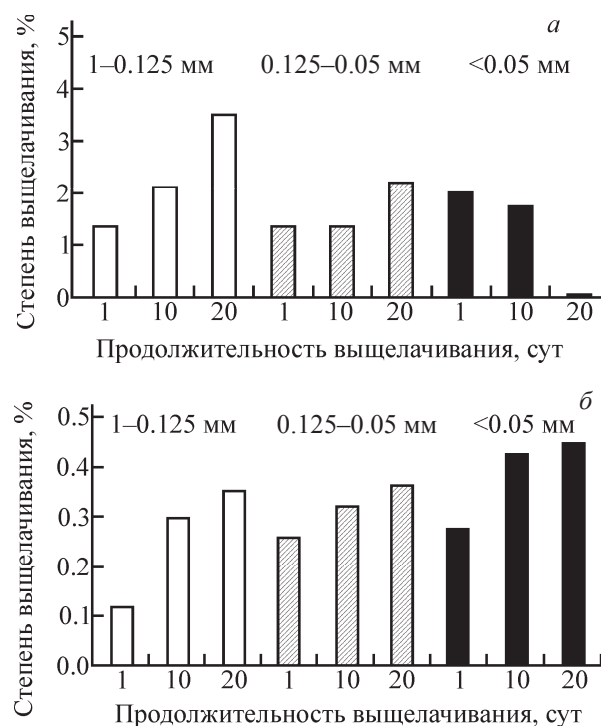 а
Степень выщелачивания, %
5
4
3
2
1
0
1–0.125 мм 0.125–0.05 мм <0.05 мм
1 10 20 1 10 20 1 10 20
Продолжительность выщелачивания, сут
б
Степень выщелачивания, %
0.5
0.4
0.3
0.2
0.1
0.0
1–0.125 мм 0.125–0.05 мм <0.05 мм
1 10 20 1 10 20 1 10 20
Продолжительность выщелачивания, сут